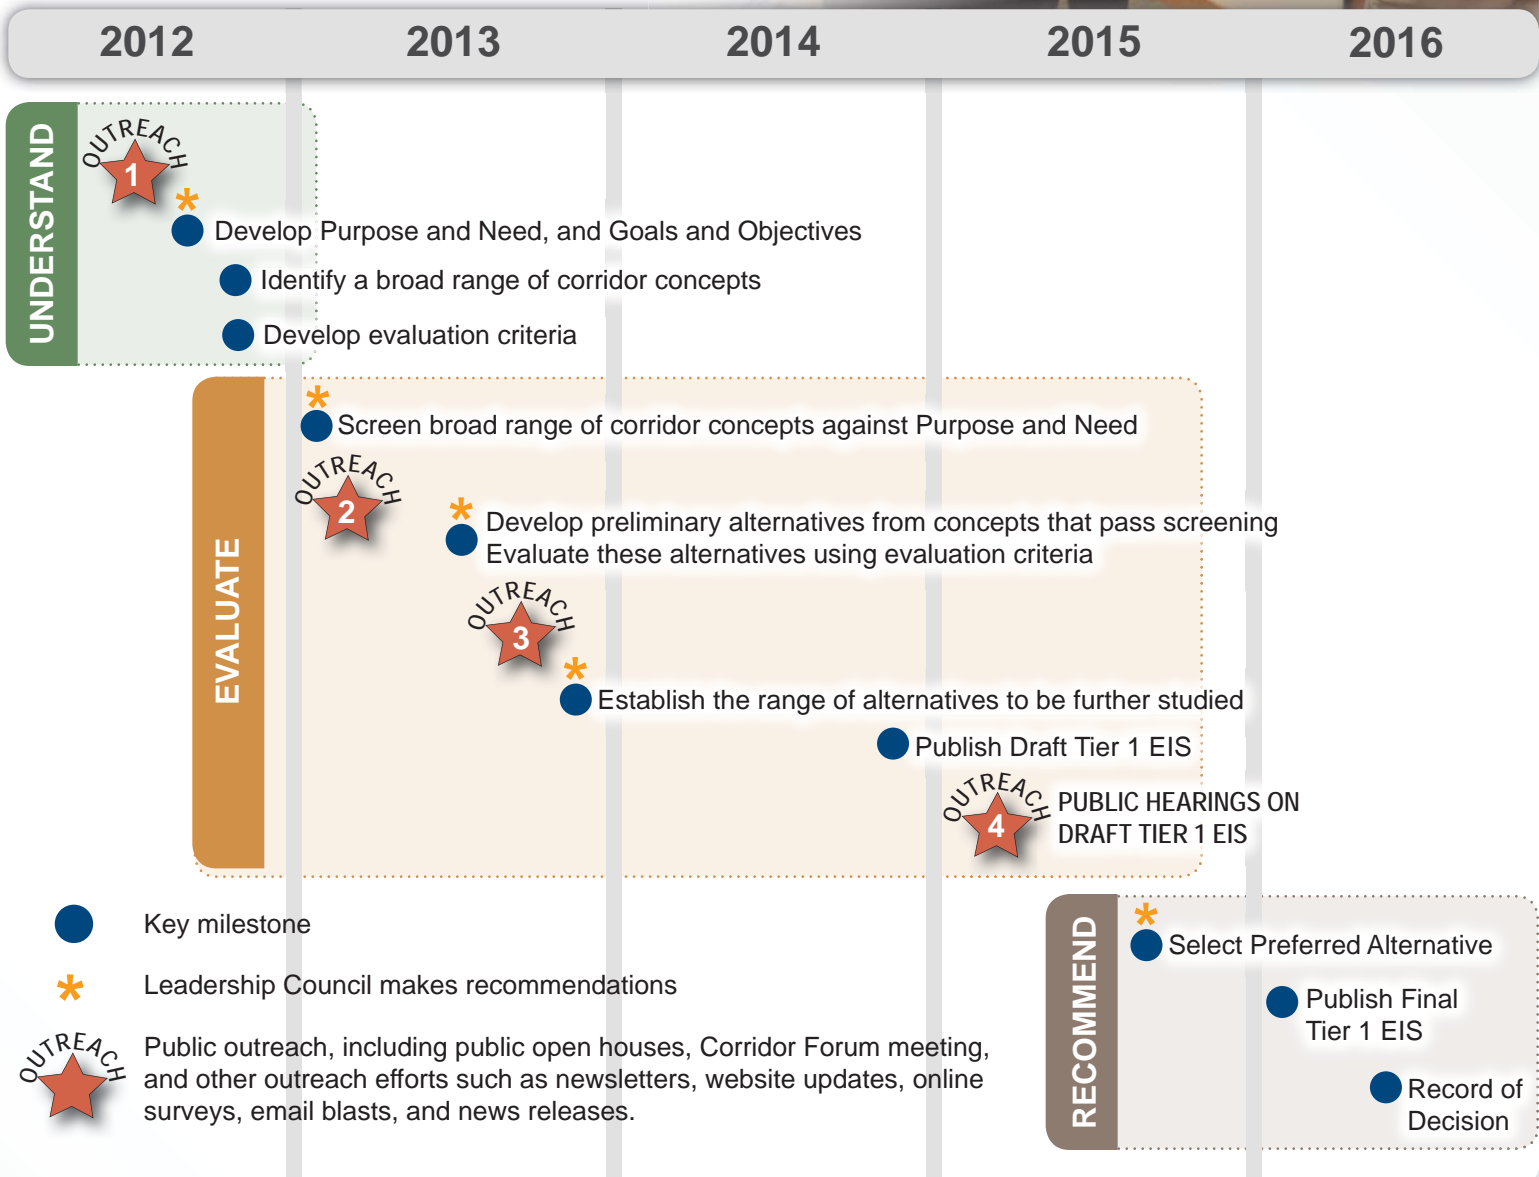 2012 2013 2014 2015 2016
UNDERSTAND
OUTREACH
1
*
Develop Purpose and Need, and Goals and Objectives
Identify a broad range of corridor concepts
Develop evaluation criteria
EVALUATE
*
Screen broad range of corridor concepts against Purpose and Need
OUTREACH
2
*
Develop preliminary alternatives from concepts that pass screening
Evaluate these alternatives using evaluation criteria
OUTREACH
3
*
Establish the range of alternatives to be further studied
Publish Draft Tier 1 EIS
OUTREACH
4
PUBLIC HEARINGS ON
DRAFT TIER 1 EIS
RECOMMEND
*
Select Preferred Alternative
Publish Final
Tier 1 EIS
Record of
Decision
Key milestone
*
Leadership Council makes recommendations
OUTREACH
Public outreach, including public open houses, Corridor Forum meeting,
and other outreach efforts such as newsletters, website updates, online
surveys, email blasts, and news releases.